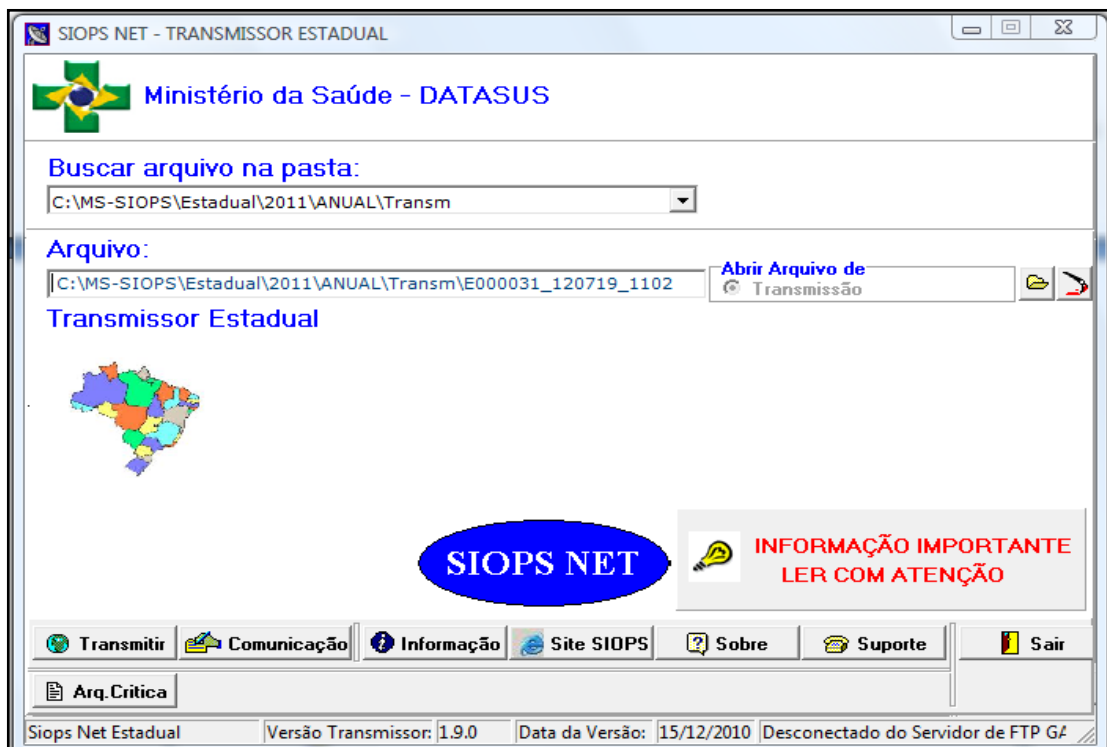 SIOPS NET - TRANSMISSOR ESTADUAL
Ministério da Saúde - DATASUS
Buscar arquivo na pasta:
C:\MS-SIOPS\Estadual\2011\ANUAL\Transm
Arquivo:
C:\MS-SIOPS\Estadual\2011\ANUAL\Transm\E000031_120719_1102
Abrir Arquivo de
Transmissão
Transmissor Estadual
SIOPS NET
INFORMAÇÃO IMPORTANTE
LER COM ATENÇÃO
Transmitir Comunicação Informação Site SIOPS Sobre Suporte Sair
Arq.Critica
Siops Net Estadual Versão Transmissor: 1.9.0 Data da Versão: 15/12/2010 Desconectado do Servidor de FTP